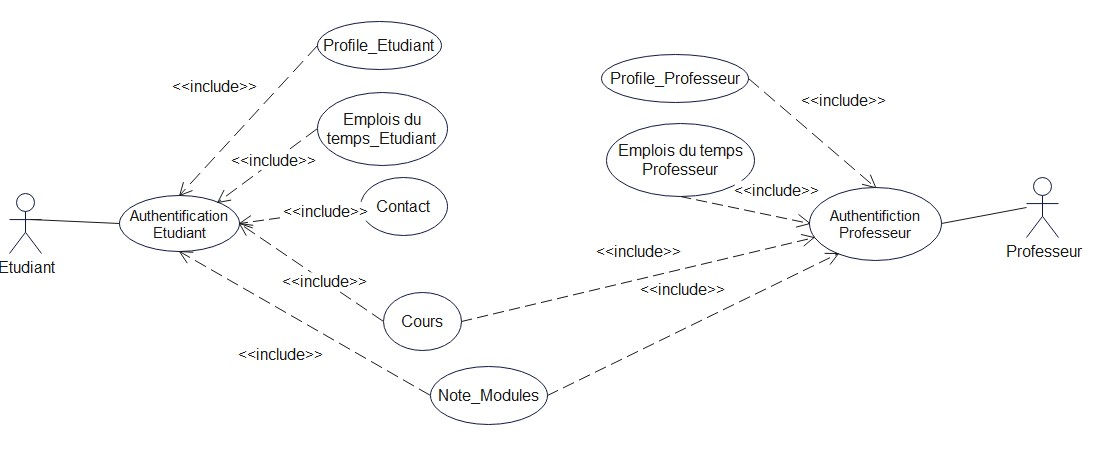 Profile_Etudiant
<<include>>
Emplois du
temps_Etudiant
<<include>>
Contact
<<include>>
Authentification
Etudiant
Etudiant
<<include>>
Cours
<<include>>
Note_Modules
Profile_Professeur
<<include>>
Emplois du temps
Professeur
<<include>>
Authentifiction
Professeur
Professeur
<<include>>
<<include>>